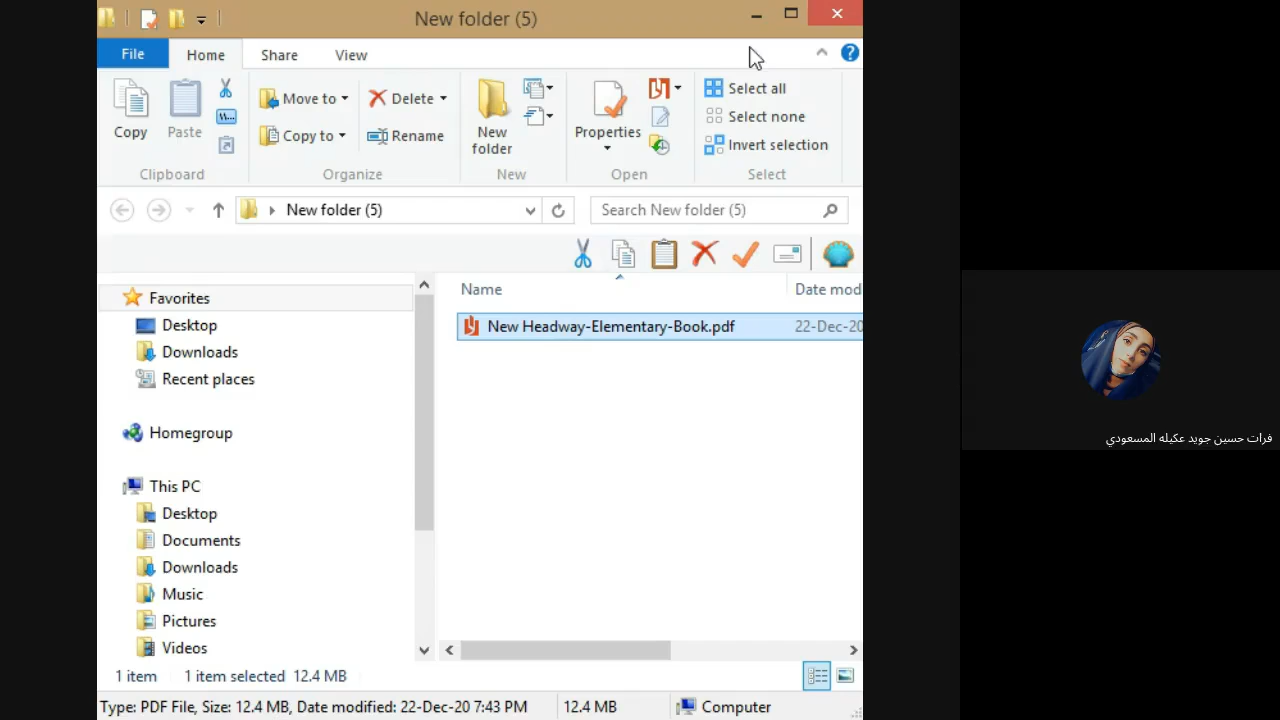 New folder (5)
File Home Share View
Copy Paste
Move to
Copy to
Delete
Rename
New folder
Properties
Select all
Select none
Invert selection
Clipboard Organize New Open Select
New folder (5)
Search New folder (5)
Name Date mod
New Headway-Elementary-Book.pdf 22-Dec-20
Favorites
Desktop
Downloads
Recent places
Homegroup
This PC
Desktop
Documents
Downloads
Music
Pictures
Videos
1 item 1 item selected 12.4 MB
Type: PDF File, Size: 12.4 MB, Date modified: 22-Dec-20 7:43 PM 12.4 MB Computer
فرات حسين جويد عكيله المسعودي